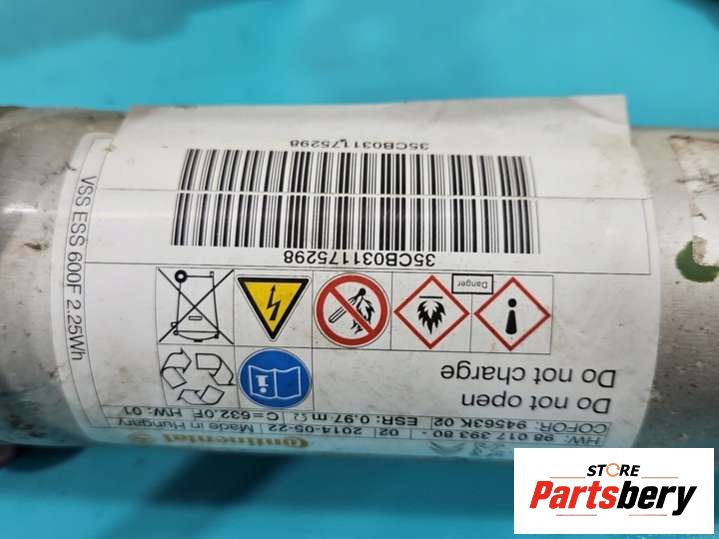 HW: 98 017 393 80 - 02 2014-05-22 Continental
COFOR: 94563K 02 ESR: 0.97 mΩ C=632.0F HW: 01 Made in Hungary
Do not open
Do not charge
Danger
35CB031175298
35CB031175298
VSS ESS 600F 2.25Wh
STORE
Partsbery